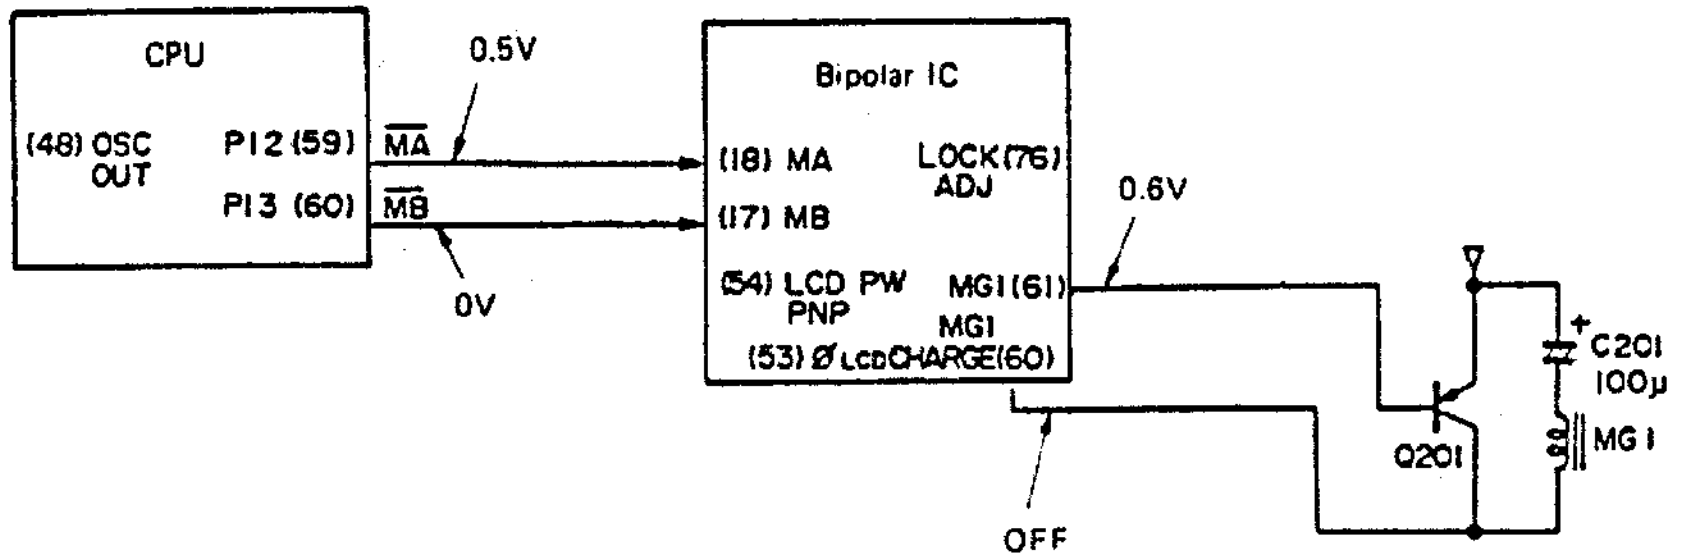 CPU
(48) OSC
OUT
PI2 (59)
PI3 (60)
MA
MB
0.5V
0V
Bipolar IC
(18) MA
(17) MB
LOCK (76)
ADJ
(54) LCD PW
PNP
MG1 (61)
MG1
(53) Ø LCD CHARGE (60)
0.6V
OFF
Q201
+
C201
100μ
MG1